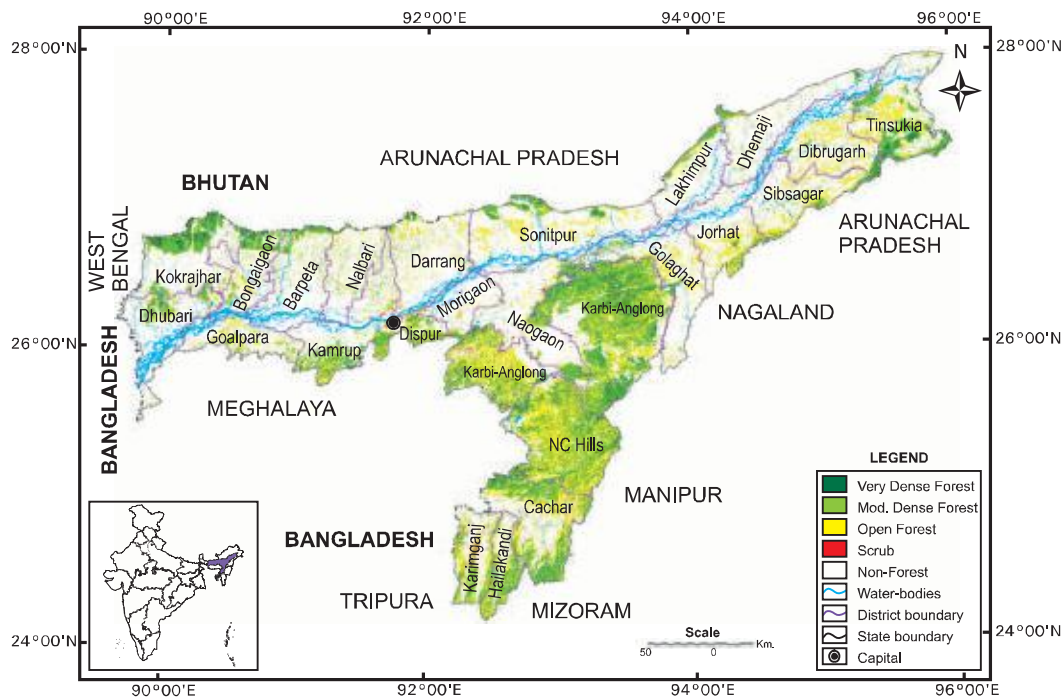 90°00'E
92°00'E
94°00'E
96°00'E
28°00'N
28°00'N
N
Tinsukia
Dhemaji
Dibrugarh
ARUNACHAL PRADESH
Lakhimpur
BHUTAN
Sibsagar
ARUNACHAL
PRADESH
WEST
BENGAL
Sonitpur
Jorhat
Kokrajhar
Bongaigaon
Barpeta
Nalbari
Darrang
Golaghat
Morigaon
Karbi-Anglong
NAGALAND
Dhubari
Naogaon
26°00'N
26°00'N
Goalpara
Dispur
Kamrup
Karbi-Anglong
BANGLADESH
MEGHALAYA
NC Hills
MANIPUR
Cachar
BANGLADESH
Karimganj
Hailakandi
TRIPURA
MIZORAM
LEGEND
Very Dense Forest
Mod. Dense Forest
Open Forest
Scrub
Non-Forest
Water-bodies
District boundary
State boundary
Capital
Scale
50
0
Km.
24°00'N
24°00'N
90°00'E
92°00'E
94°00'E
96°00'E